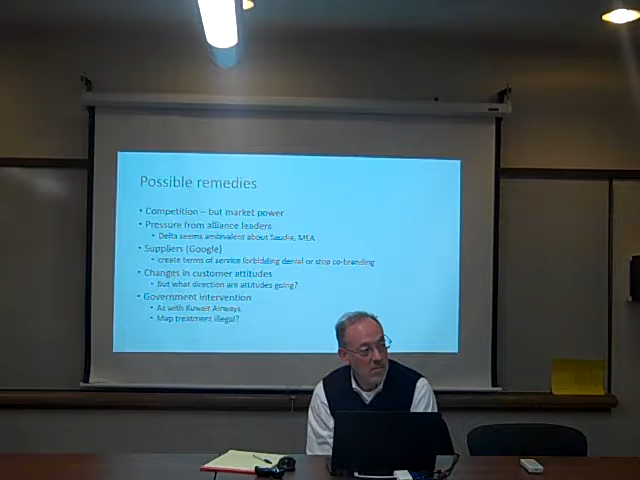 Possible remedies
• Competition – but market power
• Pressure from alliance leaders
• Delta seems ambivalent about Saudia, MEA
• Suppliers (Google)
• create terms of service forbidding denial or stop co-branding
• Changes in customer attitudes
• But what direction are attitudes going?
• Government intervention
• As with Kuwait Airways
• Map treatment illegal?